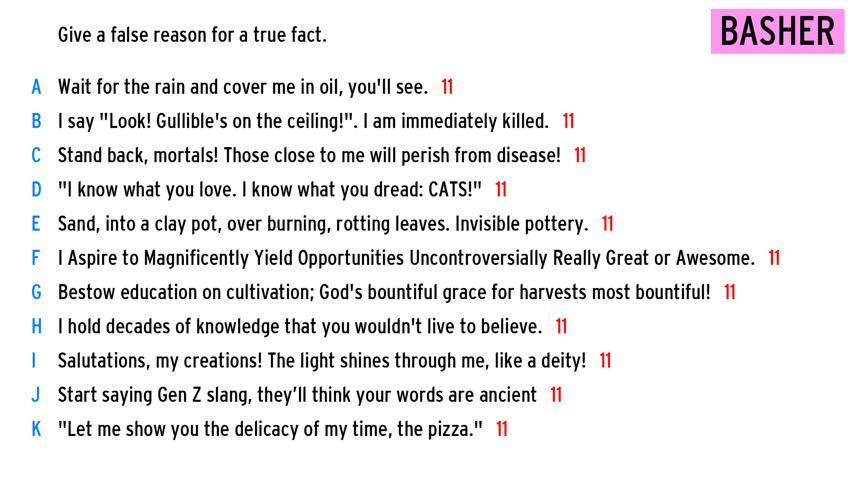 Give a false reason for a true fact.
BASHER
A Wait for the rain and cover me in oil, you'll see. 11
B I say "Look! Gullible's on the ceiling!". I am immediately killed. 11
C Stand back, mortals! Those close to me will perish from disease! 11
D "I know what you love. I know what you dread: CATS!" 11
E Sand, into a clay pot, over burning, rotting leaves. Invisible pottery. 11
F I Aspire to Magnificently Yield Opportunities Uncontroversially Really Great or Awesome. 11
G Bestow education on cultivation; God's bountiful grace for harvests most bountiful! 11
H I hold decades of knowledge that you wouldn't live to believe. 11
I Salutations, my creations! The light shines through me, like a deity! 11
J Start saying Gen Z slang, they’ll think your words are ancient 11
K "Let me show you the delicacy of my time, the pizza." 11